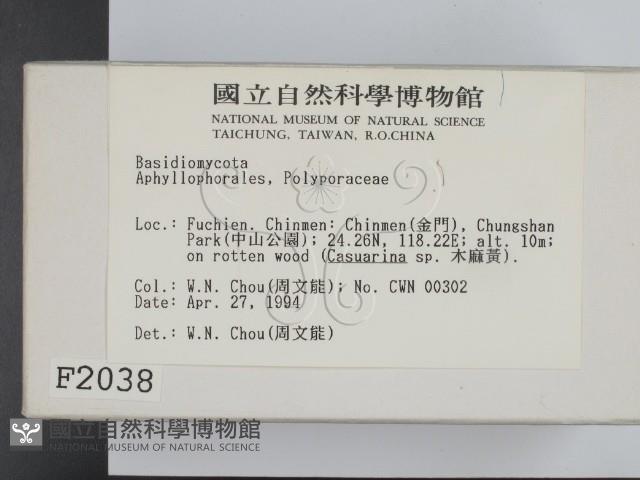 國立自然科學博物館
NATIONAL MUSEUM OF NATURAL SCIENCE
TAICHUNG, TAIWAN, R.O.CHINA
Basidiomycota
Aphyllophorales, Polyporaceae
Loc.: Fuchien. Chinmen: Chinmen(金門), Chungshan
Park(中山公園); 24.26N, 118.22E; alt. 10m;
on rotten wood (Casuarina sp. 木麻黃).
Col.: W.N. Chou(周文能); No. CWN 00302
Date: Apr. 27, 1994
Det.: W.N. Chou(周文能)
F2038
國立自然科學博物館
NATIONAL MUSEUM OF NATURAL SCIENCE